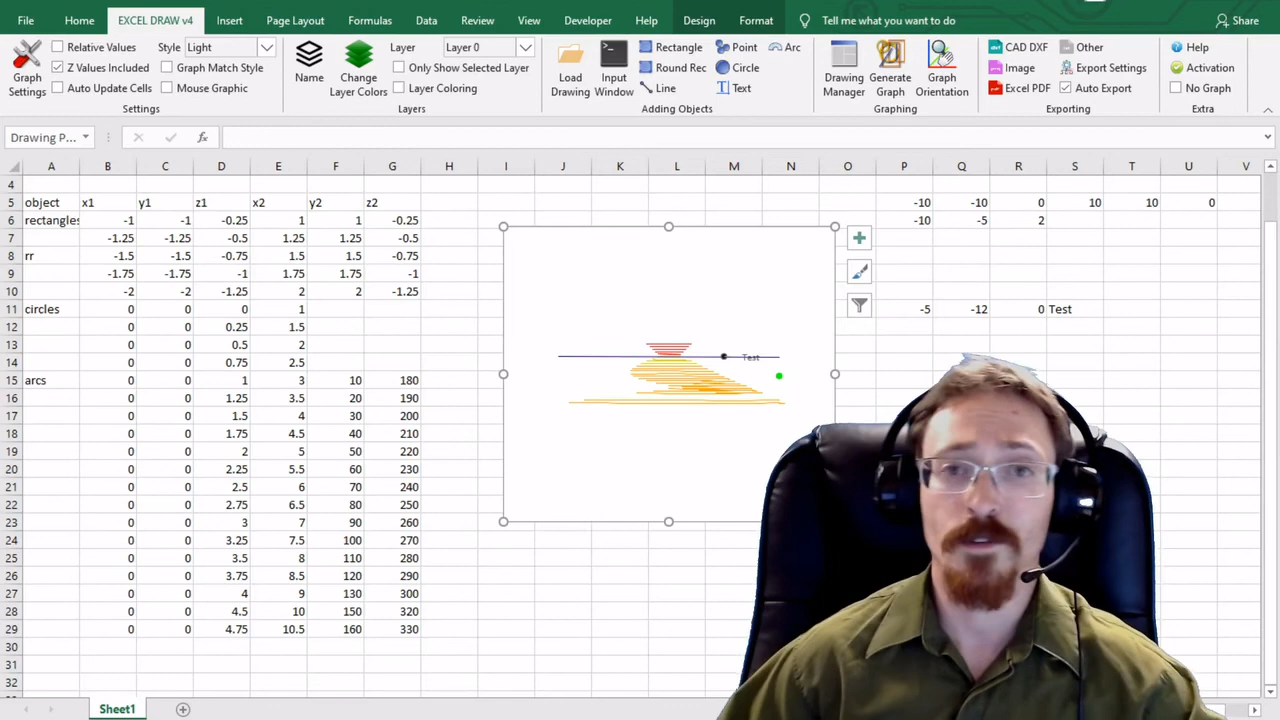 File Home EXCEL DRAW v4 Insert Page Layout Formulas Data Review View Developer Help Design Format Tell me what you want to do Share
Graph Settings
Relative Values
Z Values Included
Auto Update Cells
Style Light
Graph Match Style
Mouse Graphic
Settings
Name
Change Layer Colors
Layer Layer 0
Only Show Selected Layer
Layer Coloring
Layers
Load Drawing
Input Window
Rectangle
Round Rec
Line
Point
Circle
Text
Arc
Adding Objects
Drawing Manager
Generate Graph
Graph Orientation
Graphing
CAD DXF
Image
Excel PDF
Other
Export Settings
Auto Export
Exporting
Help
Activation
No Graph
Extra
Drawing P... fx
A B C D E F G H I J K L M N O P Q R S T U V
4
5 object x1 y1 z1 x2 y2 z2 -10 -10 0 10 10 0
6 rectangles -1 -1 -0.25 1 1 -0.25 -10 -5 2
7 -1.25 -1.25 -0.5 1.25 1.25 -0.5
8 rr -1.5 -1.5 -0.75 1.5 1.5 -0.75
9 -1.75 -1.75 -1 1.75 1.75 -1
10 -2 -2 -1.25 2 2 -1.25
11 circles 0 0 0 1 -5 -12 0 Test
12 0 0 0.25 1.5
13 0 0 0.5 2
14 0 0 0.75 2.5
15 arcs 0 0 1 3 10 180
16 0 0 1.25 3.5 20 190
17 0 0 1.5 4 30 200
18 0 0 1.75 4.5 40 210
19 0 0 2 5 50 220
20 0 0 2.25 5.5 60 230
21 0 0 2.5 6 70 240
22 0 0 2.75 6.5 80 250
23 0 0 3 7 90 260
24 0 0 3.25 7.5 100 270
25 0 0 3.5 8 110 280
26 0 0 3.75 8.5 120 290
27 0 0 4 9 130 300
28 0 0 4.5 10 150 320
29 0 0 4.75 10.5 160 330
30
31
32
Test
Sheet1